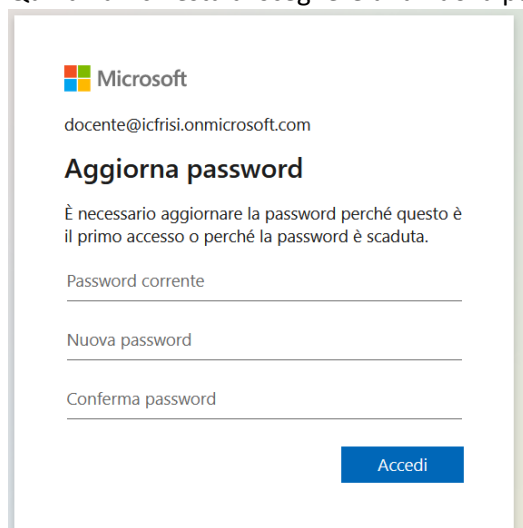 Microsoft
docente@icfrisi.onmicrosoft.com
Aggiorna password
È necessario aggiornare la password perché questo è
il primo accesso o perché la password è scaduta.
Password corrente
Nuova password
Conferma password
Accedi